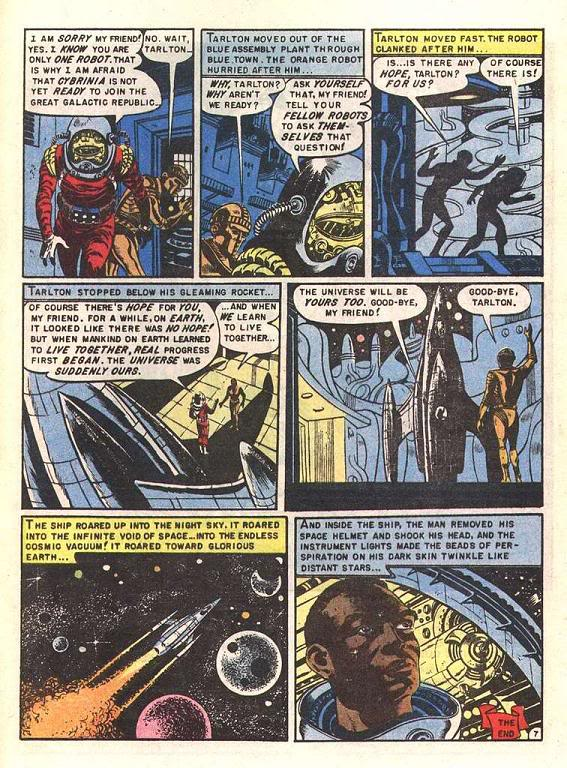 I AM SORRY MY FRIEND!
YES. I KNOW YOU ARE
ONLY ONE ROBOT. THAT
IS WHY I AM AFRAID
THAT CYBRINIA IS NOT
YET READY TO JOIN THE
GREAT GALACTIC REPUBLIC.
NO. WAIT,
TARLTON...
TARLTON MOVED OUT OF THE
BLUE ASSEMBLY PLANT THROUGH
BLUE TOWN. THE ORANGE ROBOT
HURRIED AFTER HIM...
WHY, TARLTON?
WHY AREN'T
WE READY?
ASK YOURSELF
THAT, MY FRIEND!
TELL YOUR
FELLOW ROBOTS
TO ASK THEM-
SELVES THAT
QUESTION!
TARLTON MOVED FAST. THE ROBOT
CLANKED AFTER HIM...
IS...IS THERE ANY
HOPE, TARLTON?
FOR US?
OF COURSE
THERE IS!
TARLTON STOPPED BELOW HIS GLEAMING ROCKET...
OF COURSE THERE'S HOPE FOR YOU,
MY FRIEND. FOR A WHILE, ON EARTH,
IT LOOKED LIKE THERE WAS NO HOPE!
BUT WHEN MANKIND ON EARTH LEARNED
TO LIVE TOGETHER, REAL PROGRESS
FIRST BEGAN. THE UNIVERSE WAS
SUDDENLY OURS.
...AND WHEN
WE LEARN
TO LIVE
TOGETHER...
THE UNIVERSE WILL BE
YOURS TOO. GOOD-BYE,
MY FRIEND!
GOOD-BYE,
TARLTON.
THE SHIP ROARED UP INTO THE NIGHT SKY. IT ROARED
INTO THE INFINITE VOID OF SPACE...INTO THE ENDLESS
COSMIC VACUUM! IT ROARED TOWARD GLORIOUS
EARTH...
AND INSIDE THE SHIP, THE MAN REMOVED HIS
SPACE HELMET AND SHOOK HIS HEAD, AND THE
INSTRUMENT LIGHTS MADE THE BEADS OF PER-
SPIRATION ON HIS DARK SKIN TWINKLE LIKE
DISTANT STARS...
THE
END
7